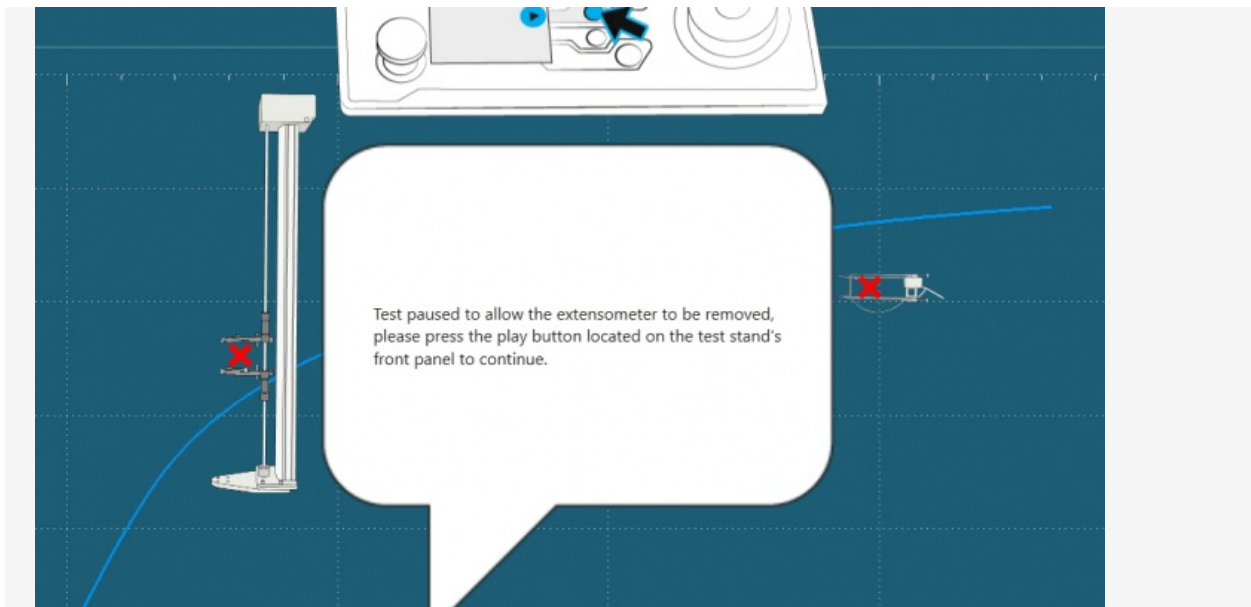 Test paused to allow the extensometer to be removed,
please press the play button located on the test stand's
front panel to continue.